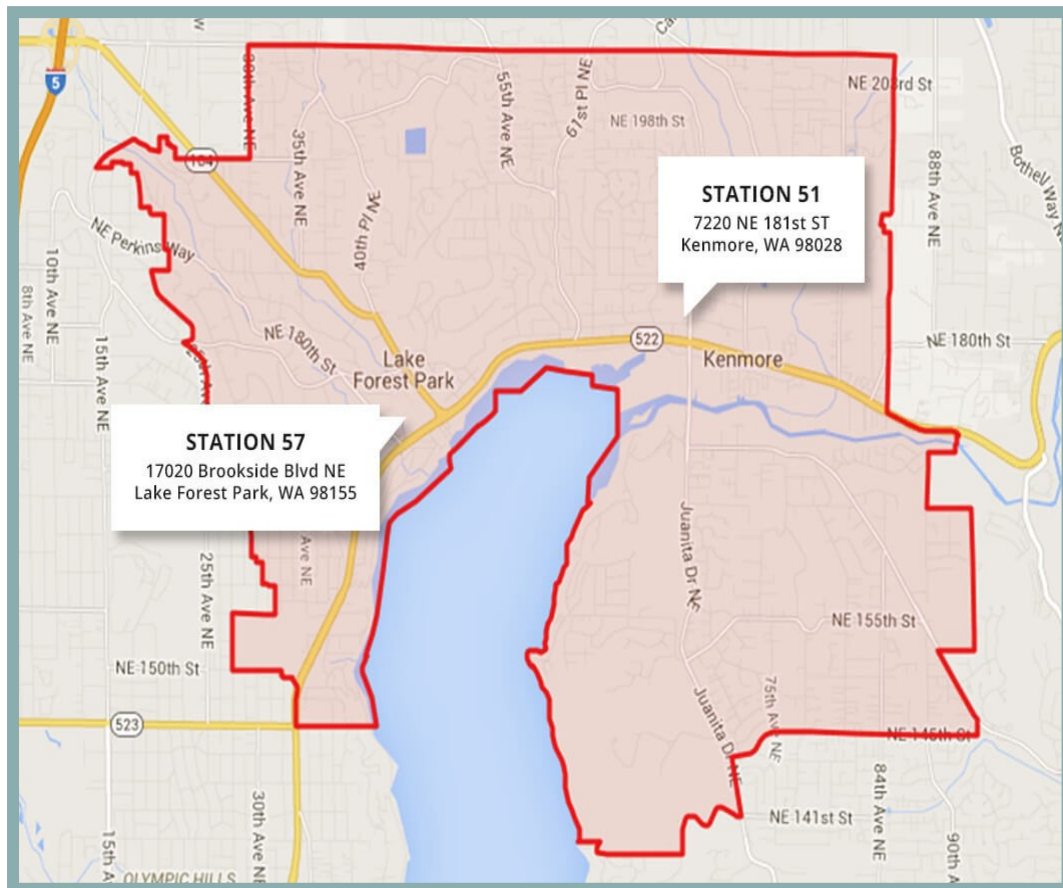 5
30th Ave NE
NE 203rd St
55th Ave NE
61st Pl NE
NE 198th St
35th Ave NE
104
88th Ave NE
STATION 51
7220 NE 181st ST
Kenmore, WA 98028
40th Pl NE
NE Perkins Way
10th Ave NE
8th Ave NE
15th Ave NE
NE 180th St
522
Kenmore
NE 180th St
Lake
Forest Park
STATION 57
17020 Brookside Blvd NE
Lake Forest Park, WA 98155
Ave NE
25th Ave NE
Juanita Dr NE
NE 155th St
NE 150th St
75th Ave NE
Juanita Dr NE
523
NE 145th St
84th Ave NE
30th Ave NE
NE 141st St
90th A
15th A
OLYMPIC HILLS